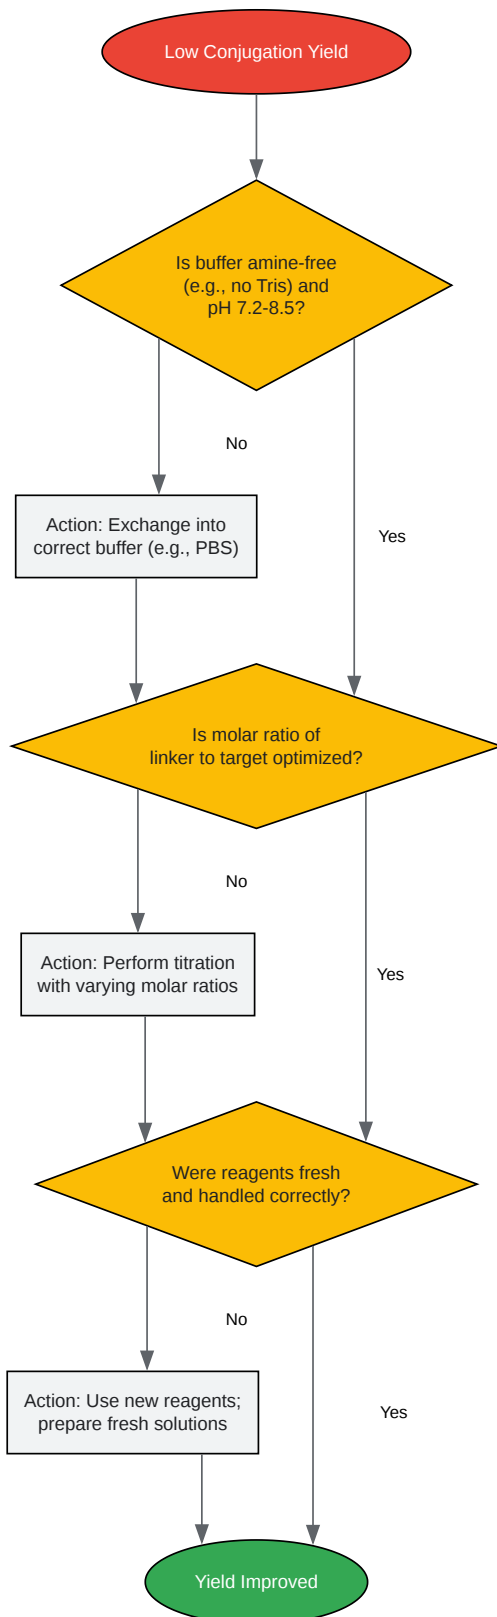 Low Conjugation Yield
Is buffer amine-free
(e.g., no Tris) and
pH 7.2-8.5?
No
Action: Exchange into
correct buffer (e.g., PBS)
Yes
Is molar ratio of
linker to target optimized?
No
Action: Perform titration
with varying molar ratios
Yes
Were reagents fresh
and handled correctly?
No
Action: Use new reagents;
prepare fresh solutions
Yes
Yield Improved